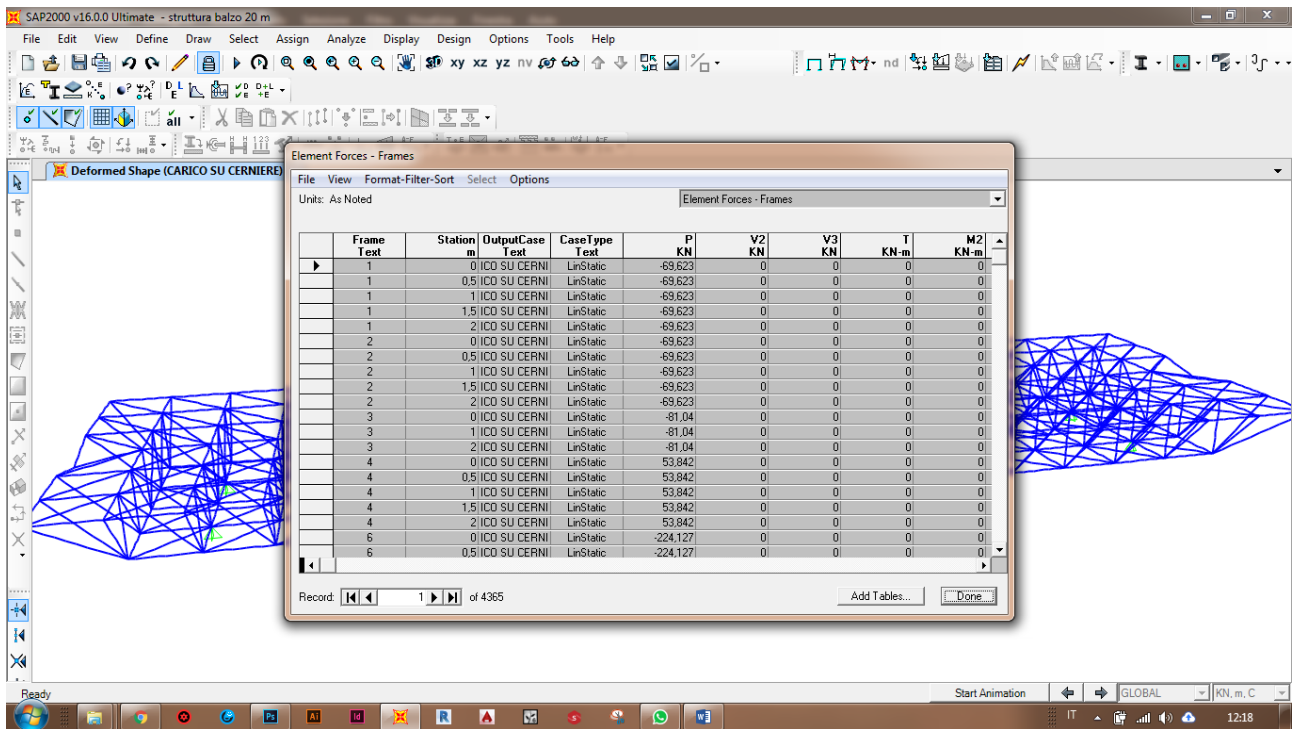 SAP2000 v16.0.0 Ultimate - struttura balzo 20 m
File Edit View Define Draw Select Assign Analyze Display Design Options Tools Help
xy xz yz nv
nd
all
Deformed Shape (CARICO SU CERNIERE)
Element Forces - Frames
File View Format-Filter-Sort Select Options
Units: As Noted
Element Forces - Frames
Frame Station OutputCase CaseType P V2 V3 T M2
Text m Text Text KN KN KN KN-m KN-m
1 0 ICO SU CERNI LinStatic -69,623 0 0 0 0
1 0,5 ICO SU CERNI LinStatic -69,623 0 0 0 0
1 1 ICO SU CERNI LinStatic -69,623 0 0 0 0
1 1,5 ICO SU CERNI LinStatic -69,623 0 0 0 0
1 2 ICO SU CERNI LinStatic -69,623 0 0 0 0
2 0 ICO SU CERNI LinStatic -69,623 0 0 0 0
2 0,5 ICO SU CERNI LinStatic -69,623 0 0 0 0
2 1 ICO SU CERNI LinStatic -69,623 0 0 0 0
2 1,5 ICO SU CERNI LinStatic -69,623 0 0 0 0
2 2 ICO SU CERNI LinStatic -69,623 0 0 0 0
3 0 ICO SU CERNI LinStatic -81,04 0 0 0 0
3 1 ICO SU CERNI LinStatic -81,04 0 0 0 0
3 2 ICO SU CERNI LinStatic -81,04 0 0 0 0
4 0 ICO SU CERNI LinStatic 53,842 0 0 0 0
4 0,5 ICO SU CERNI LinStatic 53,842 0 0 0 0
4 1 ICO SU CERNI LinStatic 53,842 0 0 0 0
4 1,5 ICO SU CERNI LinStatic 53,842 0 0 0 0
4 2 ICO SU CERNI LinStatic 53,842 0 0 0 0
6 0 ICO SU CERNI LinStatic -224,127 0 0 0 0
6 0,5 ICO SU CERNI LinStatic -224,127 0 0 0 0
Record: 1 of 4365
Add Tables... Done
Ready
Start Animation GLOBAL KN, m, C
Ps Ai Id R
IT 12:18